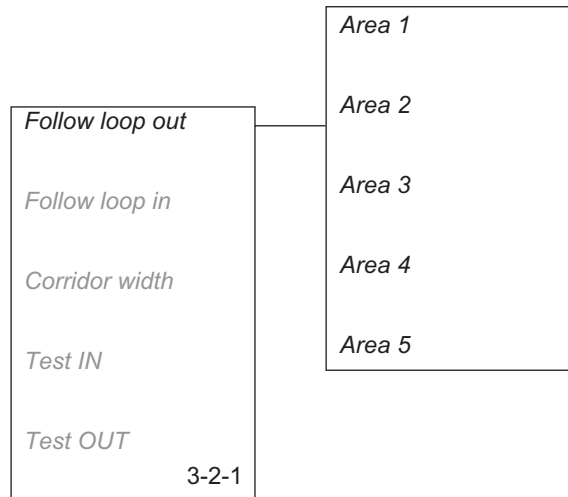 Follow loop out
Follow loop in
Corridor width
Test IN
Test OUT
3-2-1
Area 1
Area 2
Area 3
Area 4
Area 5